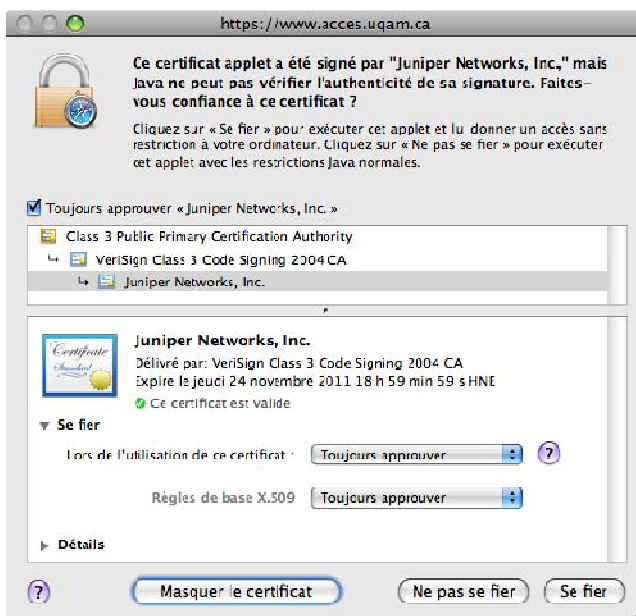 https://www.acces.uqam.ca
Ce certificat applet a été signé par "Juniper Networks, Inc.," mais
Java ne peut pas vérifier l'authenticité de sa signature. Faites-
vous confiance à ce certificat ?
Cliquez sur « Se fier » pour exécuter cet applet et lui donner un accès sans
restriction à votre ordinateur. Cliquez sur « Ne pas se fier » pour exécuter
cet applet avec les restrictions Java normales.
Toujours approuver « Juniper Networks, Inc. »
Class 3 Public Primary Certification Authority
VeriSign Class 3 Code Signing 2004 CA
Juniper Networks, Inc.
Certificate
Standard
Juniper Networks, Inc.
Délivré par: VeriSign Class 3 Code Signing 2004 CA
Expire le jeudi 24 novembre 2011 18 h 59 min 59 s HNE
Ce certificat est valide
Se fier
Lors de l'utilisation de ce certificat : Toujours approuver ?
Règles de base X.509 Toujours approuver
Détails
? Masquer le certificat Ne pas se fier Se fier